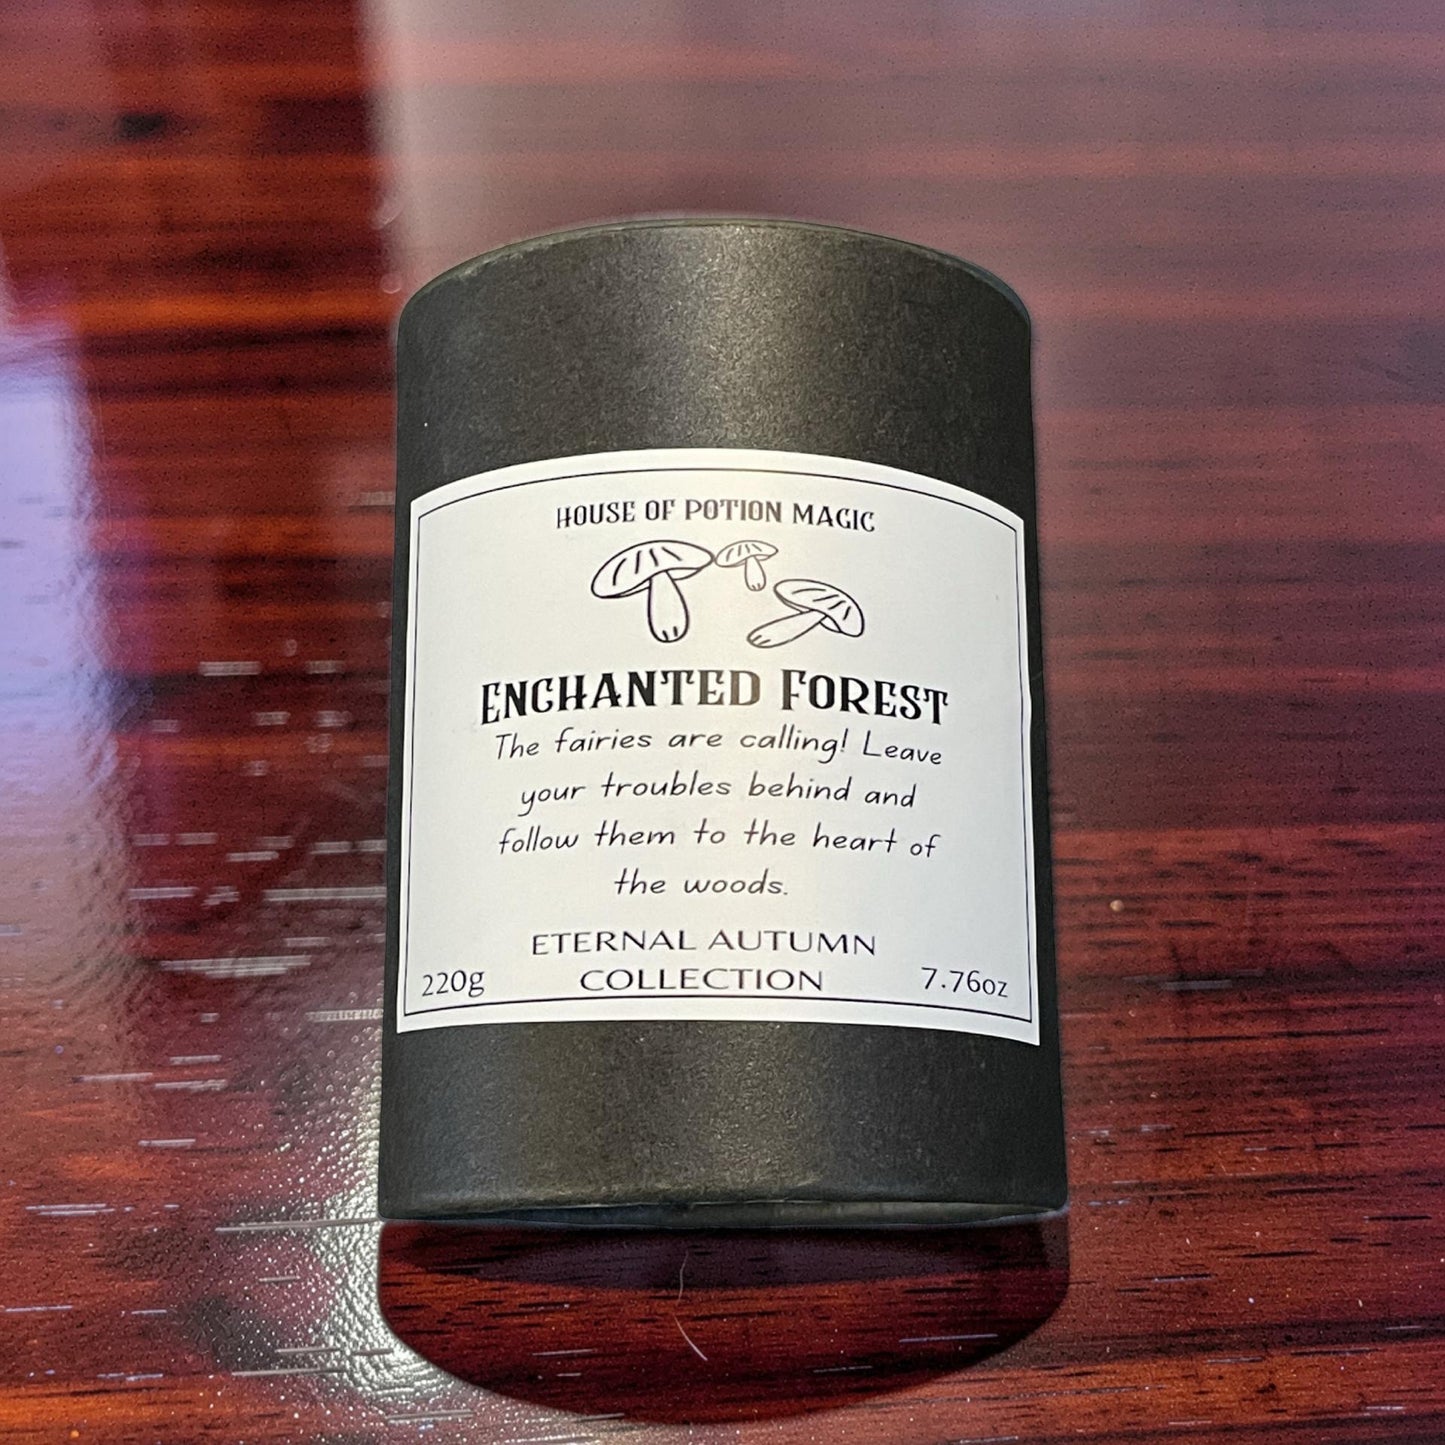 HOUSE OF POTION MAGIC
ENCHANTED FOREST
The fairies are calling! Leave
your troubles behind and
follow them to the heart of
the woods.
ETERNAL AUTUMN
COLLECTION
220g
7.76oz